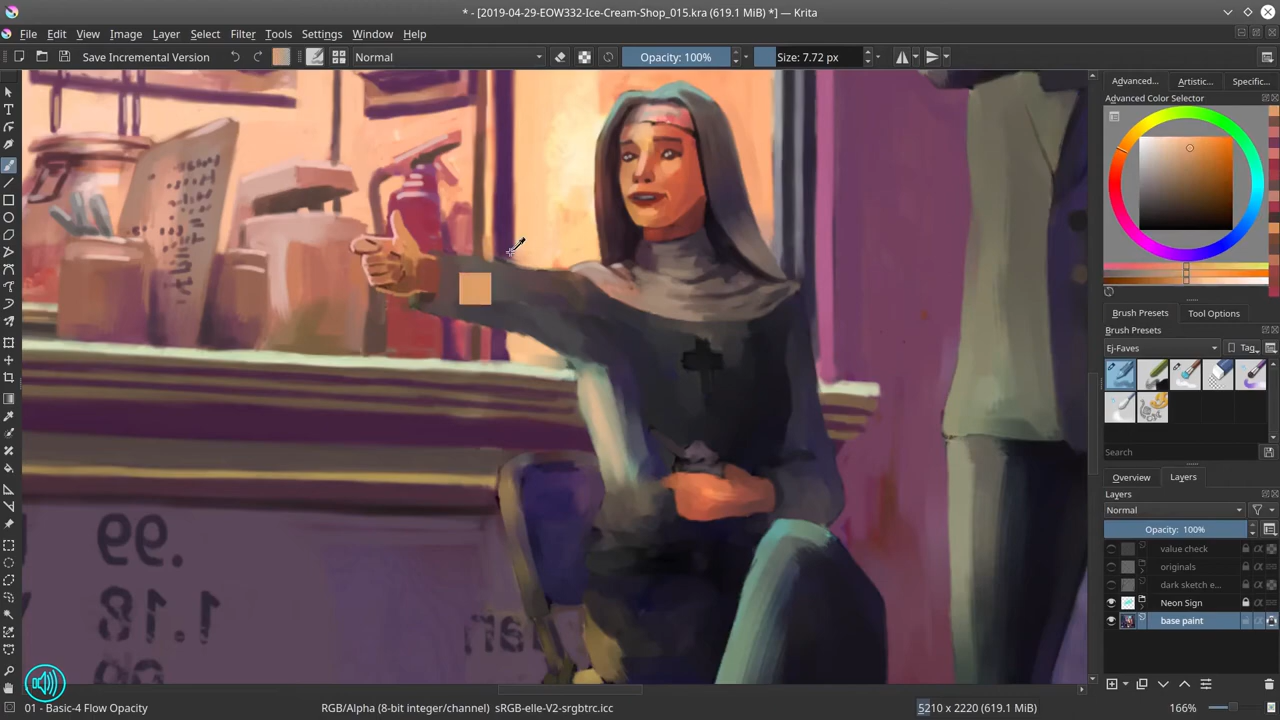 * - [2019-04-29-EOW332-Ice-Cream-Shop_015.kra (619.1 MiB) *] — Krita
File Edit View Image Layer Select Filter Tools Settings Window Help
Save Incremental Version Normal Opacity: 100% Size: 7.72 px
Advanced... Artistic... Specific...
Advanced Color Selector
Brush Presets Tool Options
Brush Presets
Ej-Faves Tag
Search
Overview Layers
Layers
Normal
Opacity: 100%
value check
originals
dark sketch e...
Neon Sign
base paint
.99
1.18
01 - Basic-4 Flow Opacity RGB/Alpha (8-bit integer/channel) sRGB-elle-V2-srgbtrc.icc 5210 x 2220 (619.1 MiB) 166%